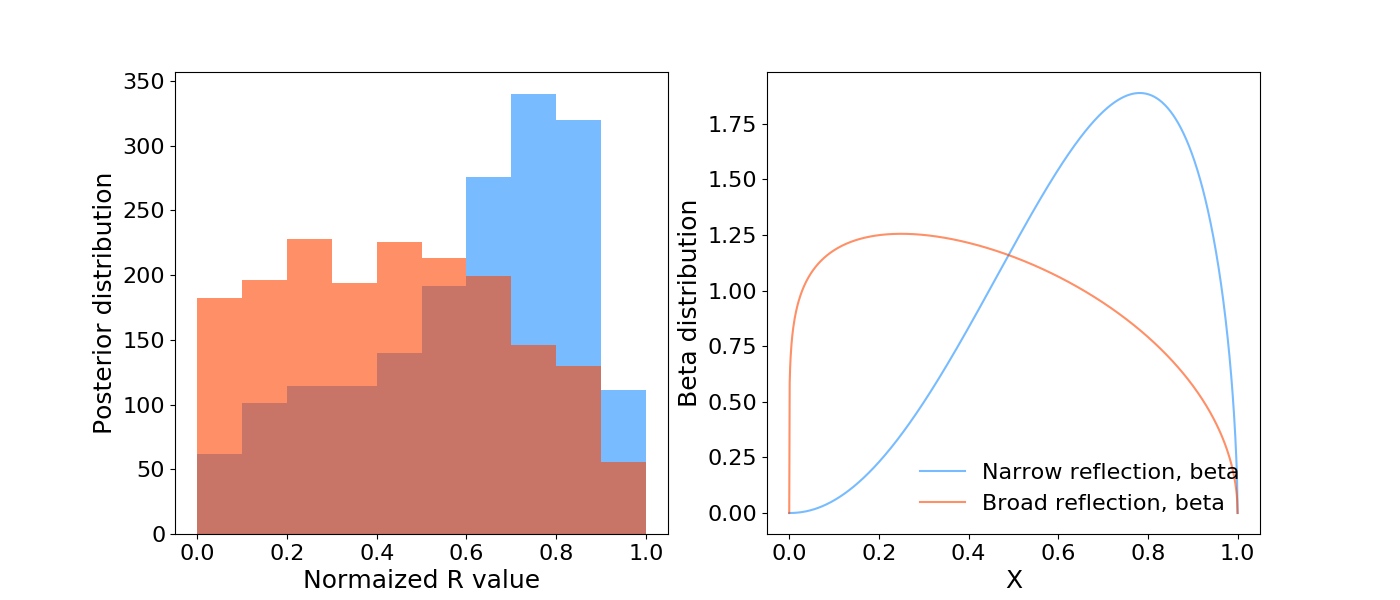 350
300
250
200
150
100
50
0
Posterior distribution
0.0 0.2 0.4 0.6 0.8 1.0
Normaized R value
1.75
1.50
1.25
1.00
0.75
0.50
0.25
0.00
Beta distribution
Narrow reflection, beta
Broad reflection, beta
0.0 0.2 0.4 0.6 0.8 1.0
X